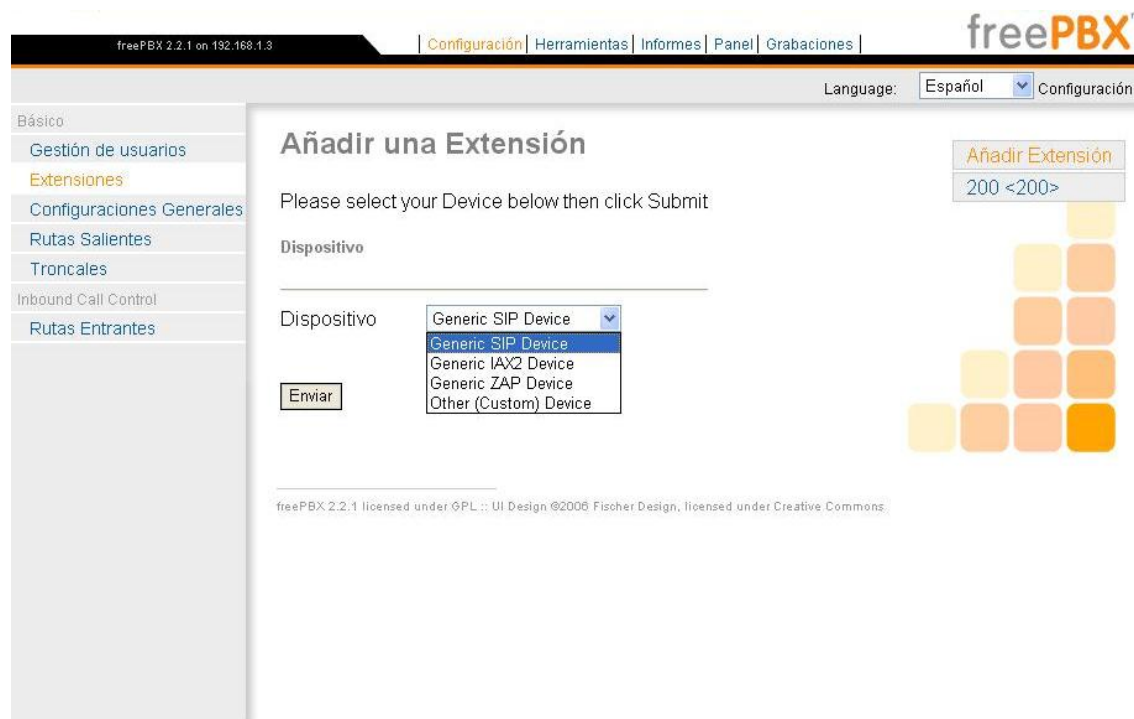 freePBX 2.2.1 on 192.168.1.3
Configuración| Herramientas| Informes| Panel| Grabaciones |
freePBX
Language: Español Configuración
Básico
Gestión de usuarios
Extensiones
Configuraciones Generales
Rutas Salientes
Troncales
Inbound Call Control
Rutas Entrantes
Añadir una Extensión
Please select your Device below then click Submit
Dispositivo
Dispositivo Generic SIP Device
Generic SIP Device
Generic IAX2 Device
Generic ZAP Device
Other (Custom) Device
Enviar
Añadir Extensión
200 <200>
freePBX 2.2.1 licensed under GPL :: UI Design ©2006 Fischer Design, licensed under Creative Commons